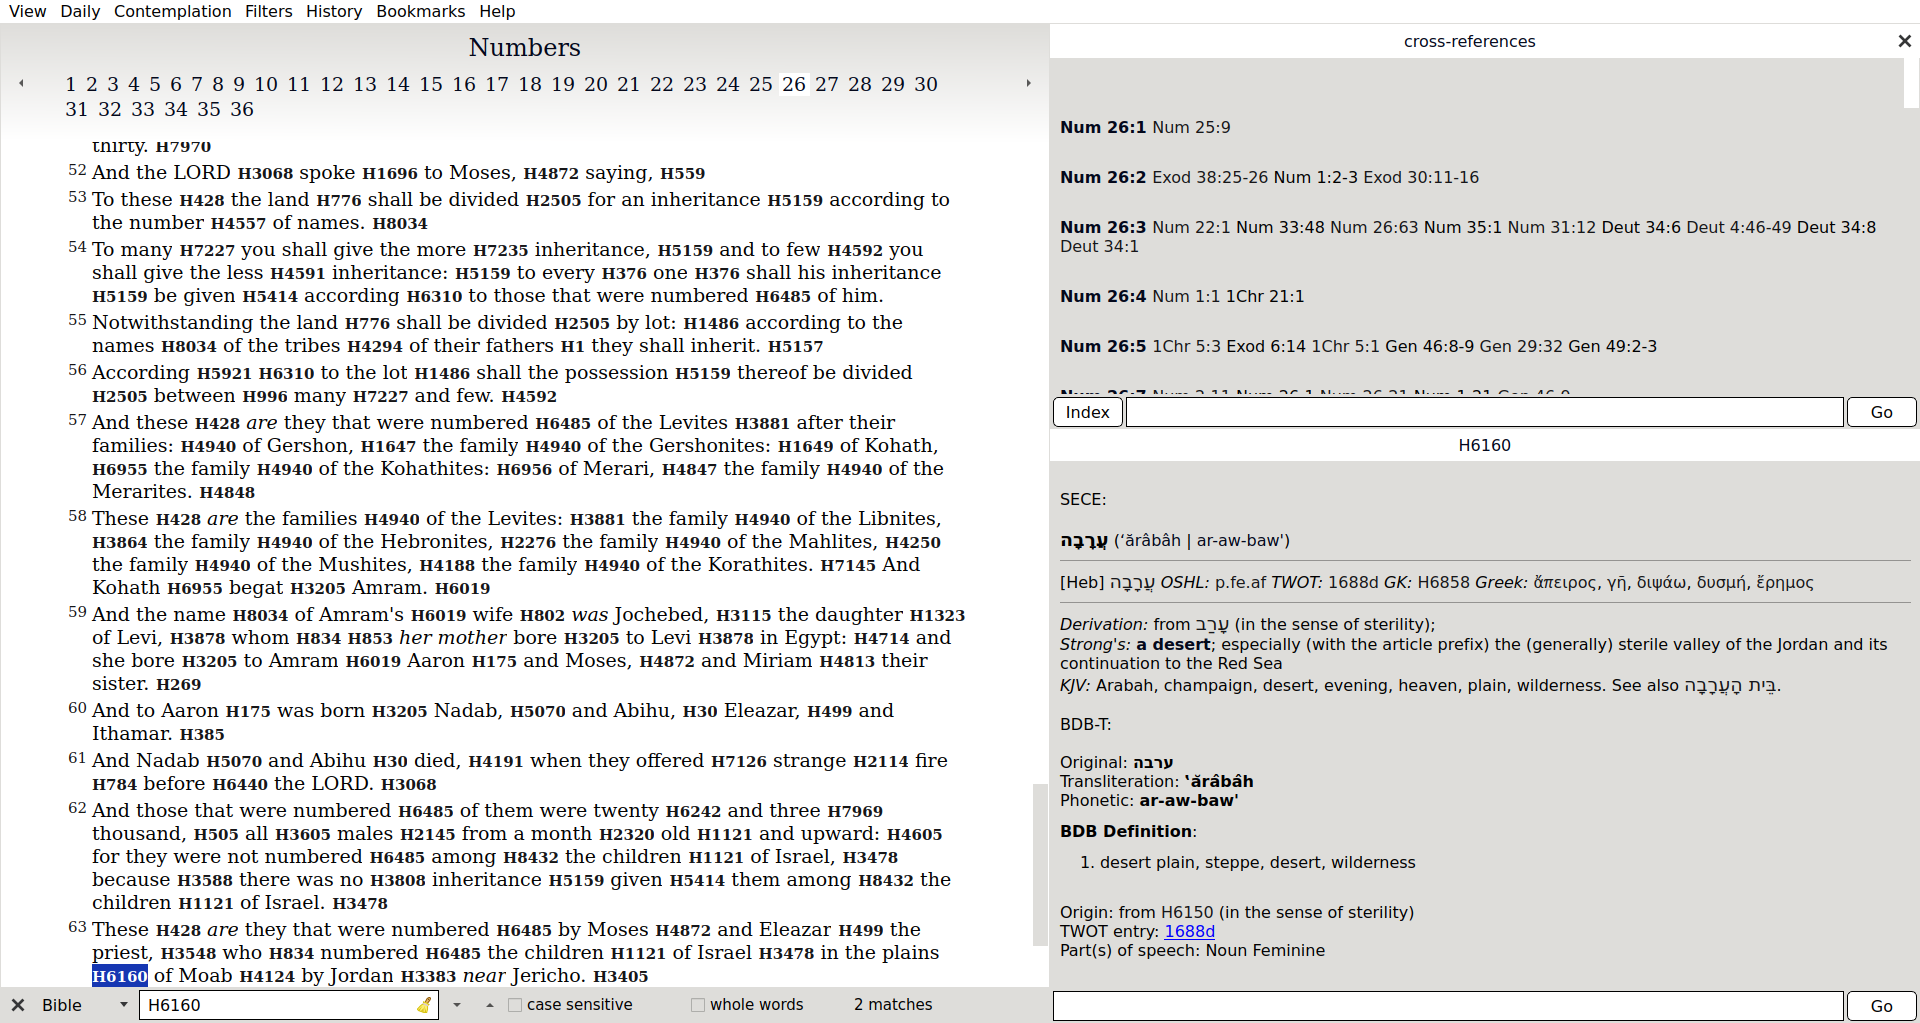 View Daily Contemplation Filters History Bookmarks Help
Numbers
1 2 3 4 5 6 7 8 9 10 11 12 13 14 15 16 17 18 19 20 21 22 23 24 25 26 27 28 29 30
31 32 33 34 35 36
thirty. H7970
52 And the LORD H3068 spoke H1696 to Moses, H4872 saying, H559
53 To these H428 the land H776 shall be divided H2505 for an inheritance H5159 according to
the number H4557 of names. H8034
54 To many H7227 you shall give the more H7235 inheritance, H5159 and to few H4592 you
shall give the less H4591 inheritance: H5159 to every H376 one H376 shall his inheritance
H5159 be given H5414 according H6310 to those that were numbered H6485 of him.
55 Notwithstanding the land H776 shall be divided H2505 by lot: H1486 according to the
names H8034 of the tribes H4294 of their fathers H1 they shall inherit. H5157
56 According H5921 H6310 to the lot H1486 shall the possession H5159 thereof be divided
H2505 between H996 many H7227 and few. H4592
57 And these H428 are they that were numbered H6485 of the Levites H3881 after their
families: H4940 of Gershon, H1647 the family H4940 of the Gershonites: H1649 of Kohath,
H6955 the family H4940 of the Kohathites: H6956 of Merari, H4847 the family H4940 of the
Merarites. H4848
58 These H428 are the families H4940 of the Levites: H3881 the family H4940 of the Libnites,
H3864 the family H4940 of the Hebronites, H2276 the family H4940 of the Mahlites, H4250
the family H4940 of the Mushites, H4188 the family H4940 of the Korathites. H7145 And
Kohath H6955 begat H3205 Amram. H6019
59 And the name H8034 of Amram's H6019 wife H802 was Jochebed, H3115 the daughter H1323
of Levi, H3878 whom H834 H853 her mother bore H3205 to Levi H3878 in Egypt: H4714 and
she bore H3205 to Amram H6019 Aaron H175 and Moses, H4872 and Miriam H4813 their
sister. H269
60 And to Aaron H175 was born H3205 Nadab, H5070 and Abihu, H30 Eleazar, H499 and
Ithamar. H385
61 And Nadab H5070 and Abihu H30 died, H4191 when they offered H7126 strange H2114 fire
H784 before H6440 the LORD. H3068
62 And those that were numbered H6485 of them were twenty H6242 and three H7969
thousand, H505 all H3605 males H2145 from a month H2320 old H1121 and upward: H4605
for they were not numbered H6485 among H8432 the children H1121 of Israel, H3478
because H3588 there was no H3808 inheritance H5159 given H5414 them among H8432 the
children H1121 of Israel. H3478
63 These H428 are they that were numbered H6485 by Moses H4872 and Eleazar H499 the
priest, H3548 who H834 numbered H6485 the children H1121 of Israel H3478 in the plains
H6160 of Moab H4124 by Jordan H3383 near Jericho. H3405
Bible H6160 case sensitive whole words 2 matches
cross-references
Num 26:1 Num 25:9
Num 26:2 Exod 38:25-26 Num 1:2-3 Exod 30:11-16
Num 26:3 Num 22:1 Num 33:48 Num 26:63 Num 35:1 Num 31:12 Deut 34:6 Deut 4:46-49 Deut 34:8
Deut 34:1
Num 26:4 Num 1:1 1Chr 21:1
Num 26:5 1Chr 5:3 Exod 6:14 1Chr 5:1 Gen 46:8-9 Gen 29:32 Gen 49:2-3
Index Go
H6160
SECE:
עֲרָבָה (‘ărâbâh | ar-aw-baw')
[Heb] עֲרָבָה OSHL: p.fe.af TWOT: 1688d GK: H6858 Greek: ἄπειρος, γῆ, διψάω, δυσμή, ἔρημος
Derivation: from עָרַב (in the sense of sterility);
Strong's: a desert; especially (with the article prefix) the (generally) sterile valley of the Jordan and its
continuation to the Red Sea
KJV: Arabah, champaign, desert, evening, heaven, plain, wilderness. See also בֵּית הָעֲרָבָה.
BDB-T:
Original: ערבה
Transliteration: ‛ărâbâh
Phonetic: ar-aw-baw'
BDB Definition:
1. desert plain, steppe, desert, wilderness
Origin: from H6150 (in the sense of sterility)
TWOT entry: 1688d
Part(s) of speech: Noun Feminine
Go